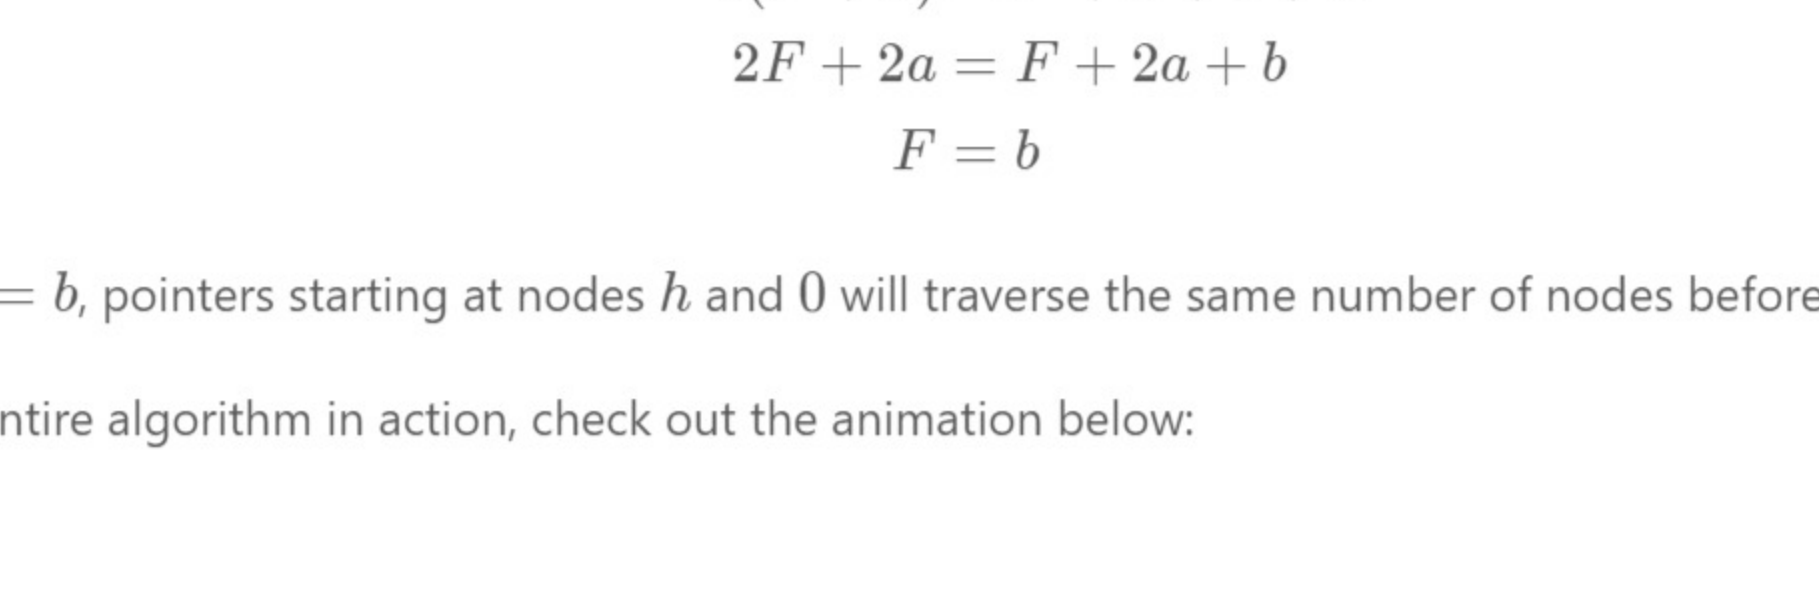 2F + 2a = F + 2a + b
F = b
= b, pointers starting at nodes h and 0 will traverse the same number of nodes before
ntire algorithm in action, check out the animation below: